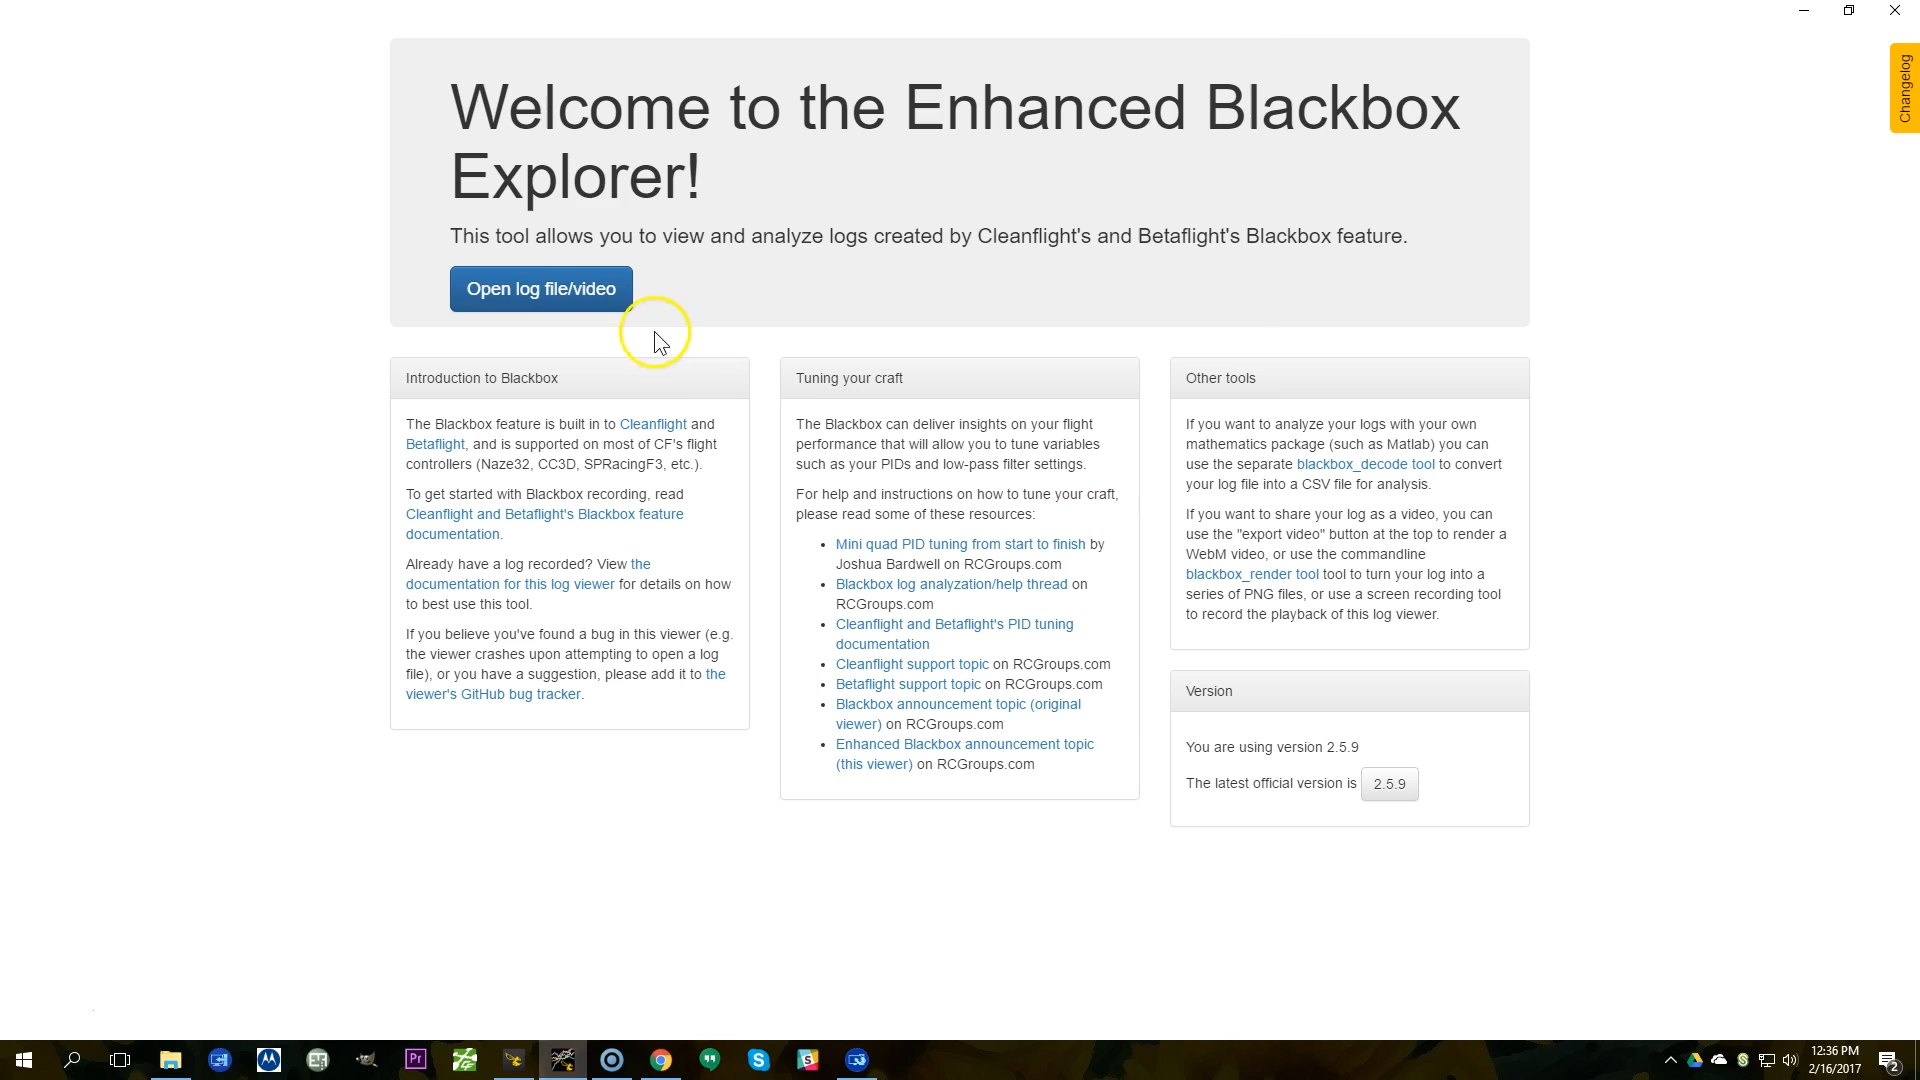 Changelog
Welcome to the Enhanced Blackbox
Explorer!
This tool allows you to view and analyze logs created by Cleanflight's and Betaflight's Blackbox feature.
Open log file/video
Introduction to Blackbox
The Blackbox feature is built in to Cleanflight and
Betaflight, and is supported on most of CF's flight
controllers (Naze32, CC3D, SPRacingF3, etc.).
To get started with Blackbox recording, read
Cleanflight and Betaflight's Blackbox feature
documentation.
Already have a log recorded? View the
documentation for this log viewer for details on how
to best use this tool.
If you believe you've found a bug in this viewer (e.g.
the viewer crashes upon attempting to open a log
file), or you have a suggestion, please add it to the
viewer's GitHub bug tracker.
Tuning your craft
The Blackbox can deliver insights on your flight
performance that will allow you to tune variables
such as your PIDs and low-pass filter settings.
For help and instructions on how to tune your craft,
please read some of these resources:
• Mini quad PID tuning from start to finish by
Joshua Bardwell on RCGroups.com
• Blackbox log analyzation/help thread on
RCGroups.com
• Cleanflight and Betaflight's PID tuning
documentation
• Cleanflight support topic on RCGroups.com
• Betaflight support topic on RCGroups.com
• Blackbox announcement topic (original
viewer) on RCGroups.com
• Enhanced Blackbox announcement topic
(this viewer) on RCGroups.com
Other tools
If you want to analyze your logs with your own
mathematics package (such as Matlab) you can
use the separate blackbox_decode tool to convert
your log file into a CSV file for analysis.
If you want to share your log as a video, you can
use the "export video" button at the top to render a
WebM video, or use the commandline
blackbox_render tool tool to turn your log into a
series of PNG files, or use a screen recording tool
to record the playback of this log viewer.
Version
You are using version 2.5.9
The latest official version is 2.5.9
Pr
12:36 PM
2/16/2017
2